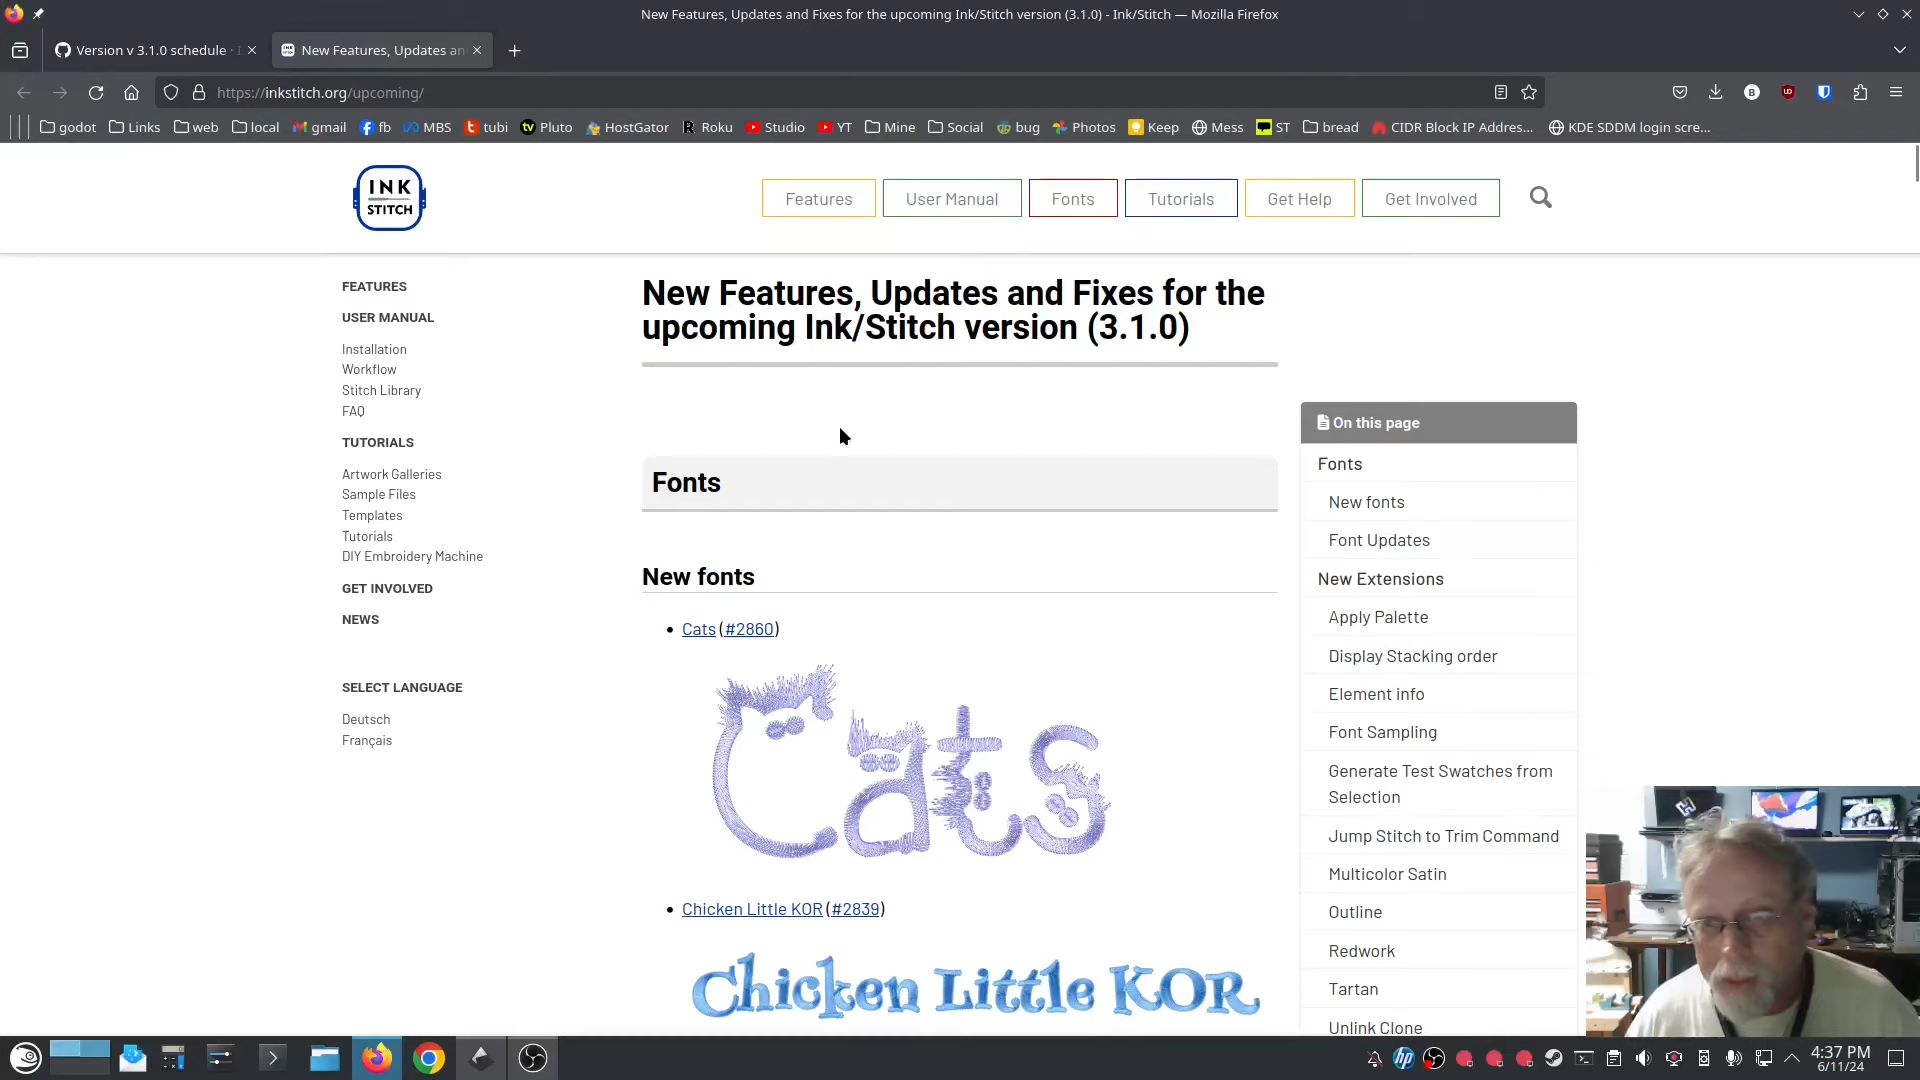 New Features, Updates and Fixes for the upcoming Ink/Stitch version (3.1.0) - Ink/Stitch — Mozilla Firefox
Version v 3.1.0 schedule ·
New Features, Updates an
https://inkstitch.org/upcoming/
godot Links web local gmail fb MBS tubi Pluto HostGator Roku Studio YT Mine Social bug Photos Keep Mess ST bread CIDR Block IP Addres... KDE SDDM login scre...
INK
STITCH
Features User Manual Fonts Tutorials Get Help Get Involved
FEATURES
USER MANUAL
Installation
Workflow
Stitch Library
FAQ
TUTORIALS
Artwork Galleries
Sample Files
Templates
Tutorials
DIY Embroidery Machine
GET INVOLVED
NEWS
SELECT LANGUAGE
Deutsch
Français
New Features, Updates and Fixes for the
upcoming Ink/Stitch version (3.1.0)
Fonts
New fonts
Cats (#2860)
Cats
Chicken Little KOR (#2839)
Chicken Little KOR
On this page
Fonts
New fonts
Font Updates
New Extensions
Apply Palette
Display Stacking order
Element info
Font Sampling
Generate Test Swatches from
Selection
Jump Stitch to Trim Command
Multicolor Satin
Outline
Redwork
Tartan
Unlink Clone
4:37 PM
6/11/24